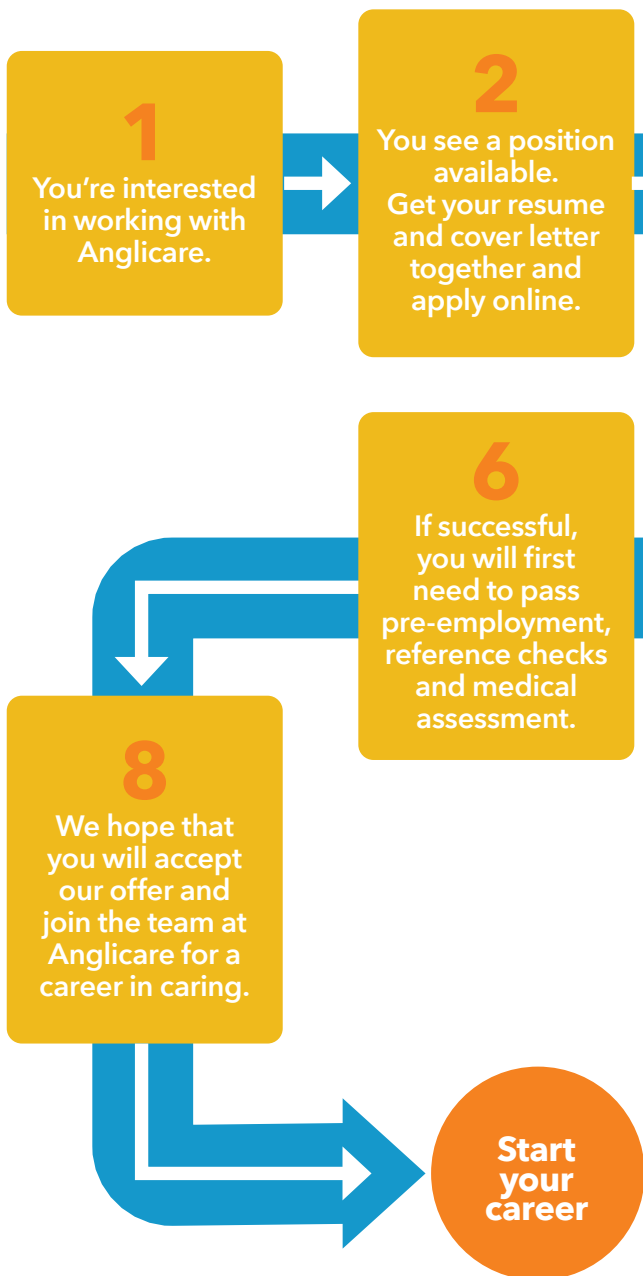 1
You're interested
in working with
Anglicare.
2
You see a position
available.
Get your resume
and cover letter
together and
apply online.
6
If successful,
you will first
need to pass
pre-employment,
reference checks
and medical
assessment.
8
We hope that
you will accept
our offer and
join the team at
Anglicare for a
career in caring.
Start
your
career